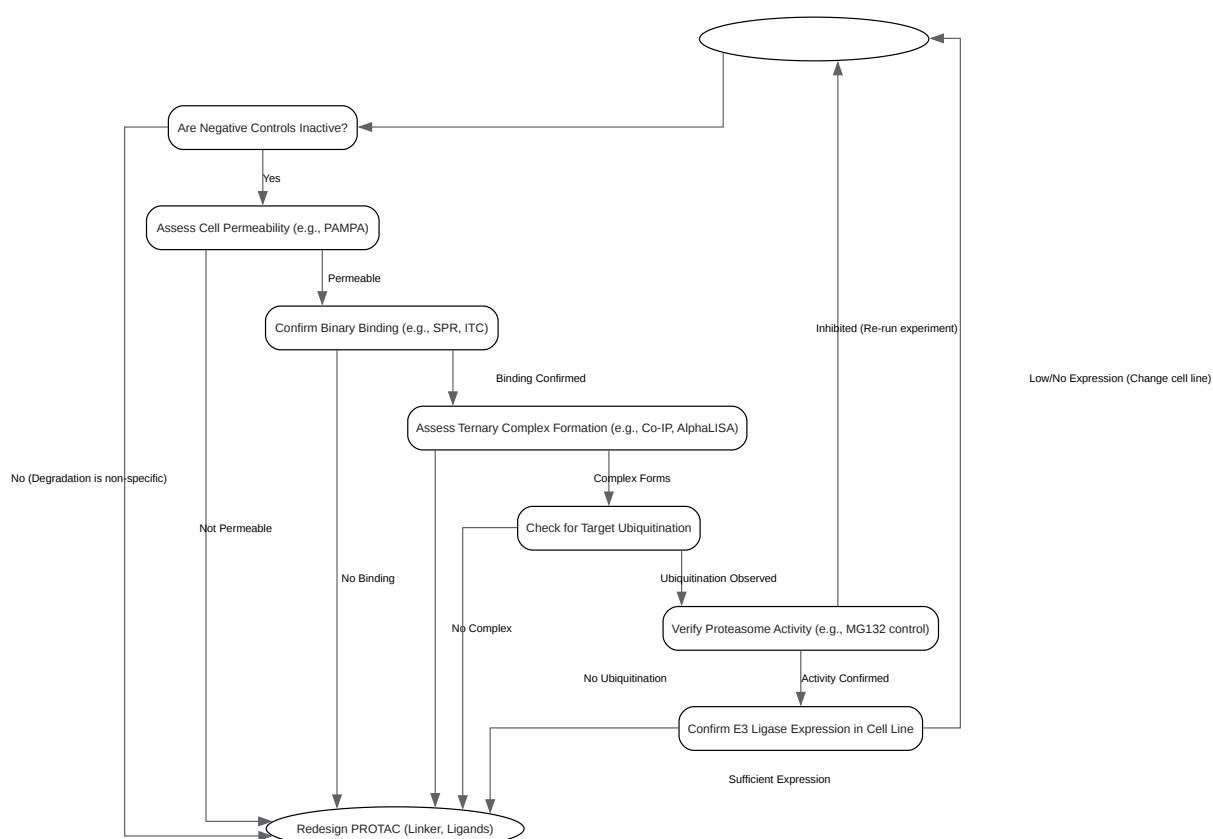 Are Negative Controls Inactive?
Yes
Assess Cell Permeability (e.g., PAMPA)
Permeable
Confirm Binary Binding (e.g., SPR, ITC)
Inhibited (Re-run experiment)
Binding Confirmed
Low/No Expression (Change cell line)
Assess Ternary Complex Formation (e.g., Co-IP, AlphaLISA)
No (Degradation is non-specific)
Complex Forms
Not Permeable
Check for Target Ubiquitination
No Binding
Ubiquitination Observed
No Complex
Verify Proteasome Activity (e.g., MG132 control)
No Ubiquitination
Activity Confirmed
Confirm E3 Ligase Expression in Cell Line
Sufficient Expression
Redesign PROTAC (Linker, Ligands)